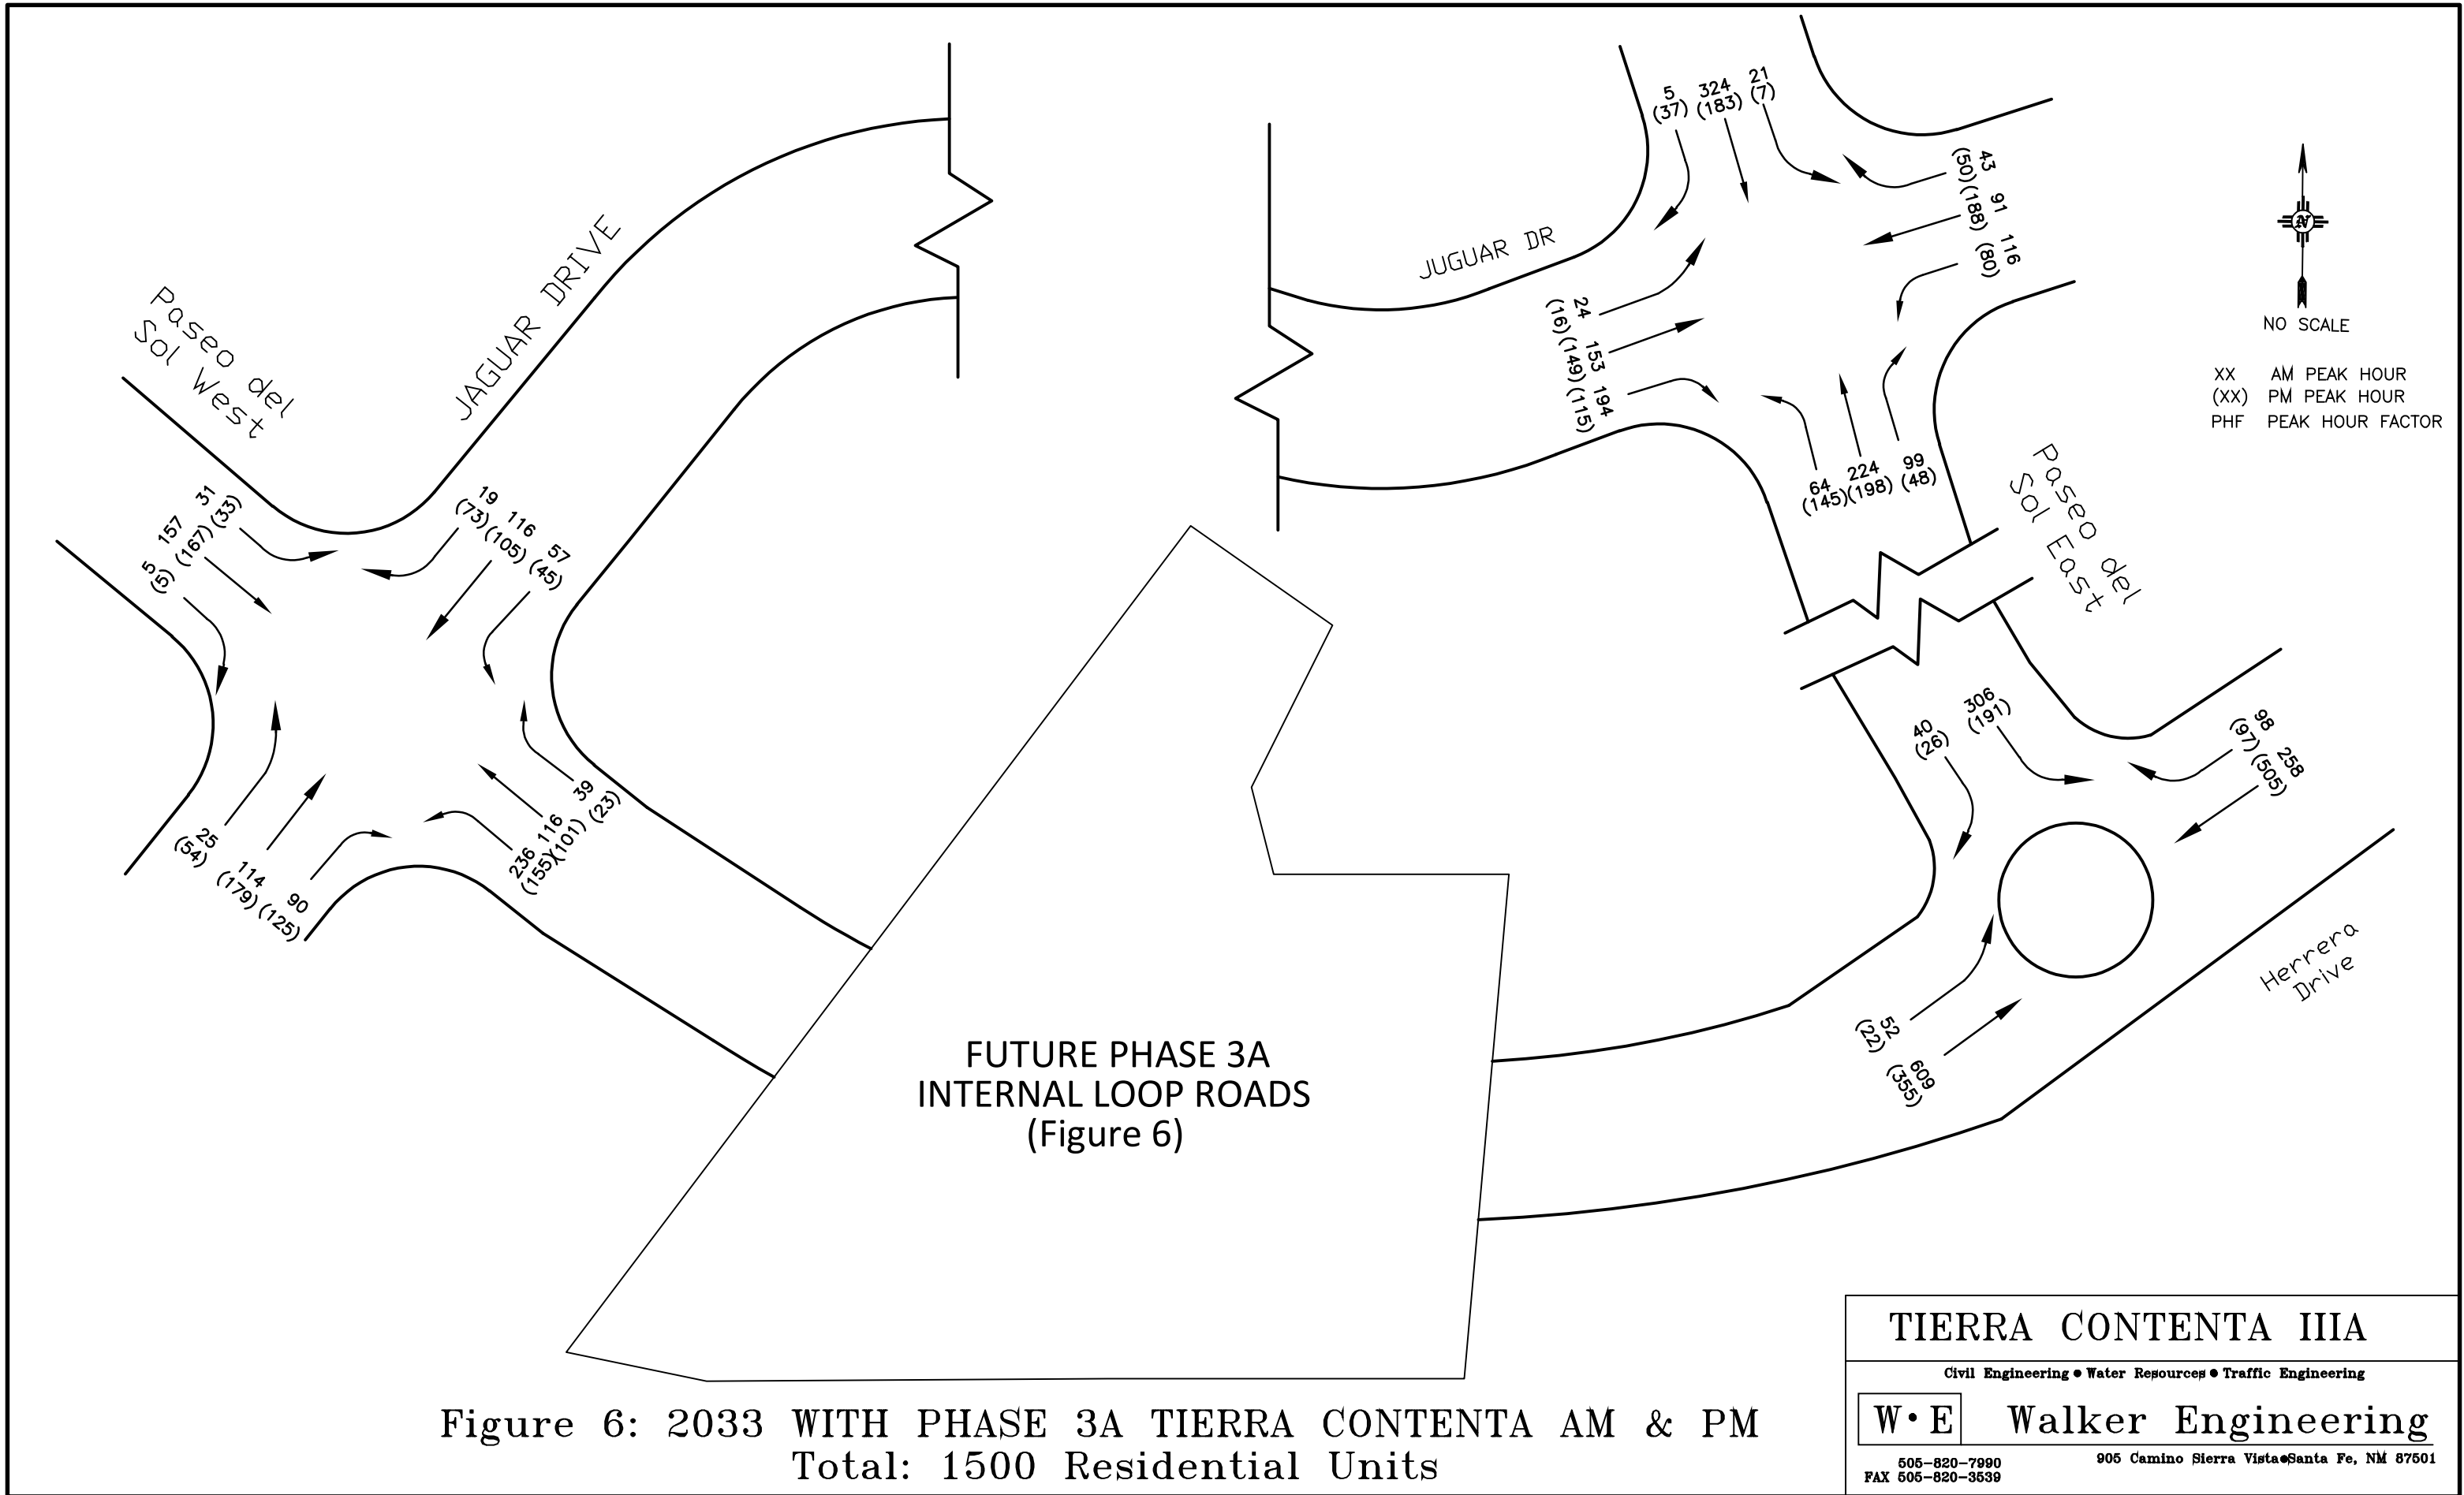 Paseo del
Sol West
JAGUAR DRIVE
31
(33)
157
(167)
5
(5)
19 116 57
(73)(105) (45)
25 114 90
(54) (179) (125)
236 116 39
(155)(101) (23)
JUGUAR DR
5 324 21
(37) (183) (7)
43 91 116
(50)(188) (80)
24 153 194
(16)(149)(115)
64 224 99
(145)(198) (48)
Paseo del
Sol East
40
(26)
306
(191)
98 258
(97)(505)
52 609
(22) (355)
Herrera
Drive
N
NO SCALE
XX AM PEAK HOUR
(XX) PM PEAK HOUR
PHF PEAK HOUR FACTOR
FUTURE PHASE 3A
INTERNAL LOOP ROADS
(Figure 6)
Figure 6: 2033 WITH PHASE 3A TIERRA CONTENTA AM & PM
Total: 1500 Residential Units
TIERRA CONTENTA IIIA
Civil Engineering ● Water Resources ● Traffic Engineering
W·E Walker Engineering
505-820-7990
FAX 505-820-3539
905 Camino Sierra Vista●Santa Fe, NM 87501